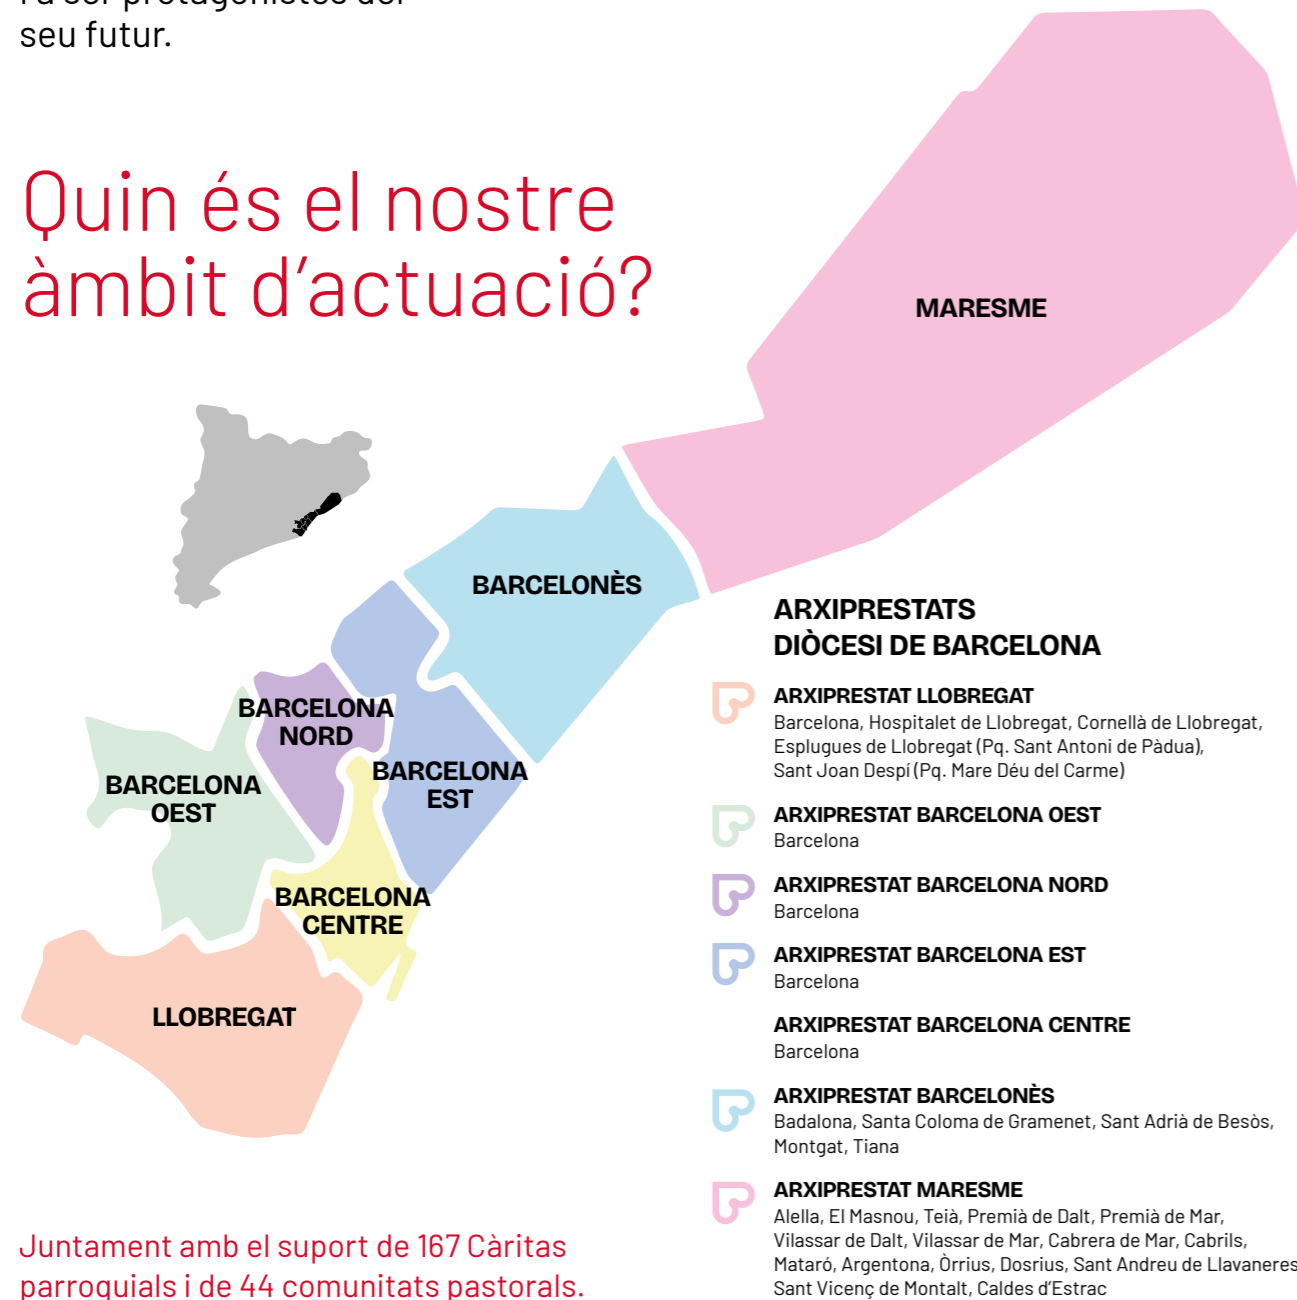 seu futur.
Quin és el nostre
àmbit d'actuació?
MARESME
BARCELONÈS
BARCELONA
NORD
BARCELONA
EST
BARCELONA
OEST
BARCELONA
CENTRE
LLOBREGAT
Juntament amb el suport de 167 Càritas
parroquials i de 44 comunitats pastorals.
ARXIPRESTATS
DIÒCESI DE BARCELONA
ARXIPRESTAT LLOBREGAT
Barcelona, Hospitalet de Llobregat, Cornellà de Llobregat,
Esplugues de Llobregat (Pq. Sant Antoni de Pàdua),
Sant Joan Despí (Pq. Mare Déu del Carme)
ARXIPRESTAT BARCELONA OEST
Barcelona
ARXIPRESTAT BARCELONA NORD
Barcelona
ARXIPRESTAT BARCELONA EST
Barcelona
ARXIPRESTAT BARCELONA CENTRE
Barcelona
ARXIPRESTAT BARCELONÈS
Badalona, Santa Coloma de Gramenet, Sant Adrià de Besòs,
Montgat, Tiana
ARXIPRESTAT MARESME
Alella, El Masnou, Teià, Premià de Dalt, Premià de Mar,
Vilassar de Dalt, Vilassar de Mar, Cabrera de Mar, Cabrils,
Mataró, Argentona, Òrrius, Dosrius, Sant Andreu de Llavaneres
Sant Vicenç de Montalt, Caldes d'Estrac